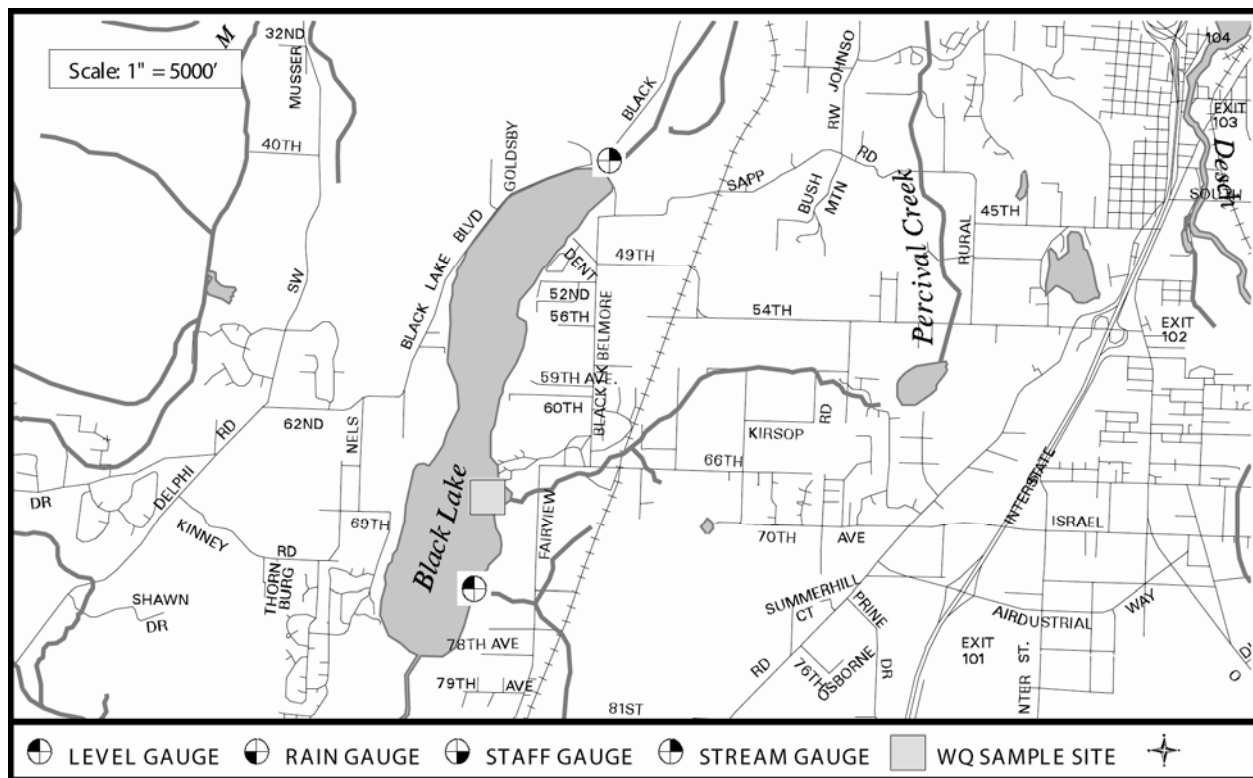 M
32ND
104
Scale: 1" = 5000'
MUSSER
BLACK
RW JOHNSO
EXIT
103
40TH
GOLDSBY
RD
Desch
SAPP
BUSH
MTN
SOUTH
45TH
BLACK LAKE BLVD
RURAL
Percival Creek
49TH
DENT
SW
52ND
56TH
54TH
EXIT
102
BLACK LK BELMORE
59TH AVE.
60TH
62ND
RD
NELS
KIRSOP
RD
66TH
DELPHI
DR
Black Lake
INTERSTATE
KINNEY
RD
69TH
FAIRVIEW
70TH AVE
ISRAEL
THORN
BURG
SUMMERHILL
CT
PRINE
DR
AIRDUSTRIAL WAY
SHAWN
DR
78TH AVE
79TH AVE
RD
76TH
OSBORNE
EXIT
101
NTER ST.
81ST
LEVEL GAUGE
RAIN GAUGE
STAFF GAUGE
STREAM GAUGE
WQ SAMPLE SITE